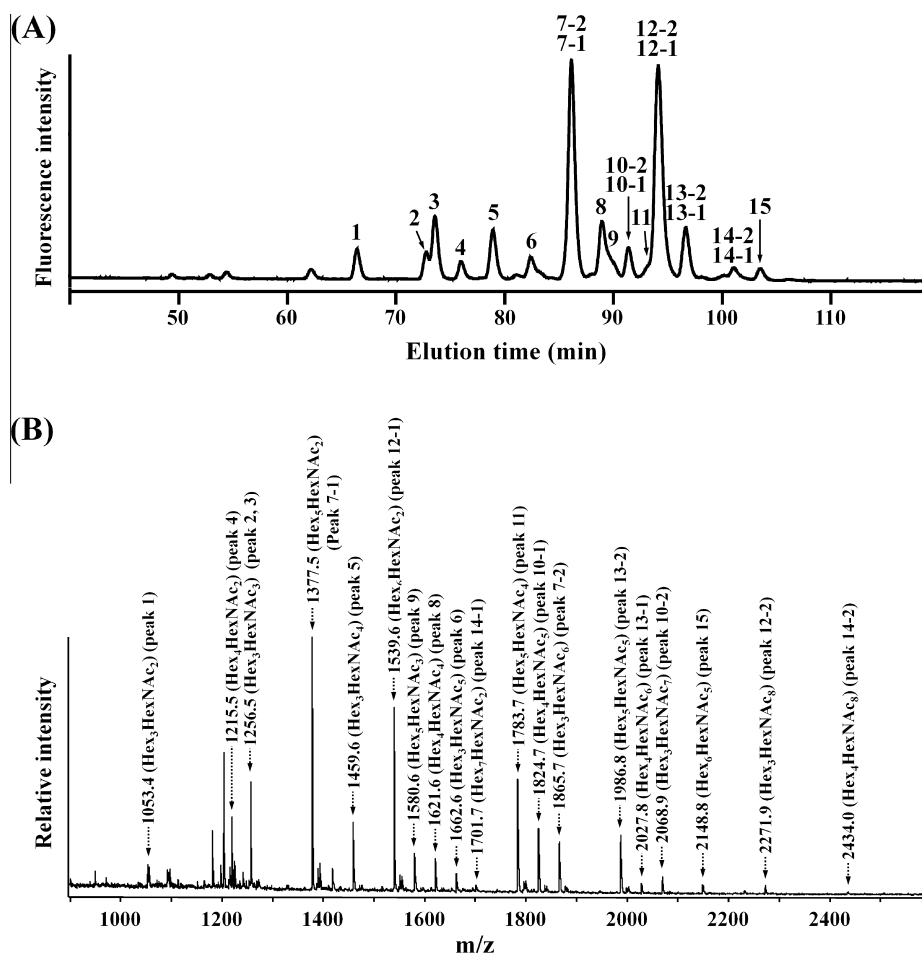 (A)
Fluorescence intensity
1
2
3
4
5
6
7-2
7-1
8
9
10-2
10-1
11
12-2
12-1
13-2
13-1
14-2
14-1
15
50 60 70 80 90 100 110
Elution time (min)
(B)
Relative intensity
1053.4 (Hex3HexNAc2) (peak 1)
1215.5 (Hex4HexNAc2) (peak 4)
1256.5 (Hex3HexNAc3) (peak 2, 3)
1377.5 (Hex5HexNAc2)
(Peak 7-1)
1459.6 (Hex3HexNAc4) (peak 5)
1539.6 (Hex6HexNAc2) (peak 12-1)
1580.6 (Hex5HexNAc3) (peak 9)
1621.6 (Hex4HexNAc4) (peak 8)
1662.6 (Hex3HexNAc5) (peak 6)
1701.7 (Hex7HexNAc2) (peak 14-1)
1783.7 (Hex5HexNAc4) (peak 11)
1824.7 (Hex4HexNAc5) (peak 10-1)
1865.7 (Hex3HexNAc6) (peak 7-2)
1986.8 (Hex5HexNAc5) (peak 13-2)
2027.8 (Hex4HexNAc6) (peak 13-1)
2068.9 (Hex3HexNAc7) (peak 10-2)
2148.8 (Hex6HexNAc5) (peak 15)
2271.9 (Hex3HexNAc8) (peak 12-2)
2434.0 (Hex4HexNAc8) (peak 14-2)
1000 1200 1400 1600 1800 2000 2200 2400
m/z